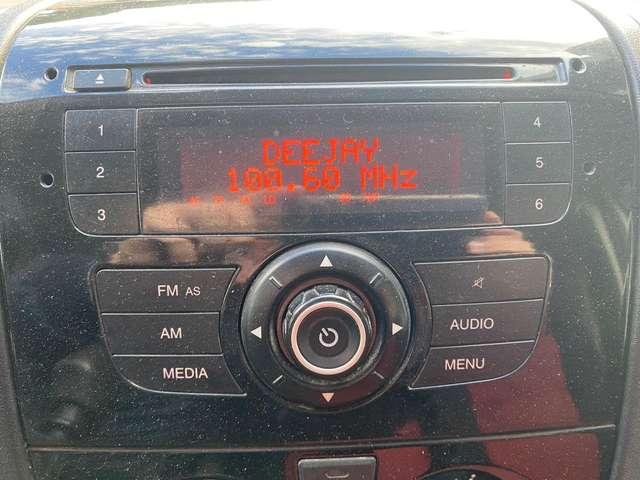 DEEJAY
100.60 MHz
1
2
3
4
5
6
FM AS
AM
MEDIA
AUDIO
MENU